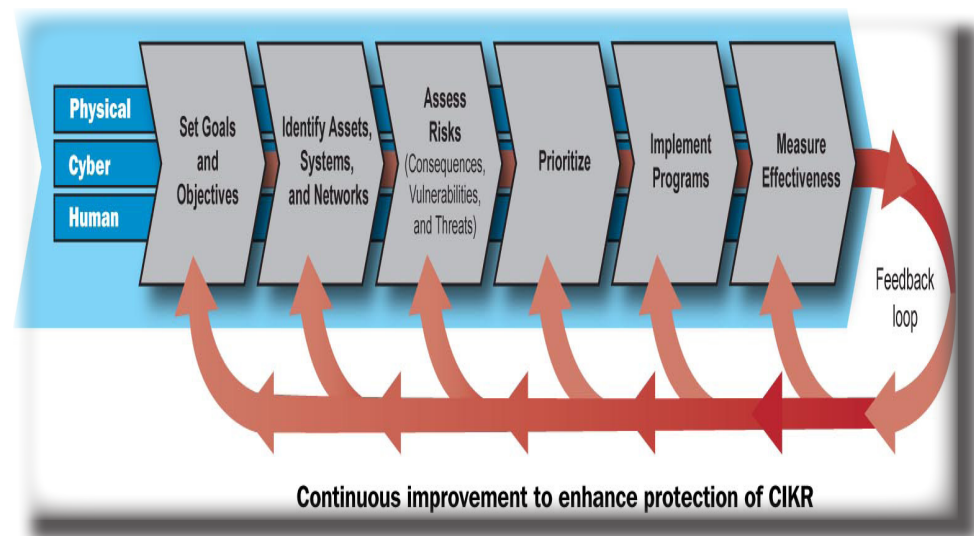 Physical
Cyber
Human
Set Goals
and
Objectives
Identify Assets,
Systems,
and Networks
Assess
Risks
(Consequences,
Vulnerabilities,
and Threats)
Prioritize
Implement
Programs
Measure
Effectiveness
Feedback
loop
Continuous improvement to enhance protection of CIKR